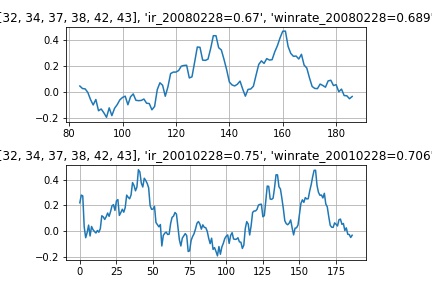 [32, 34, 37, 38, 42, 43], 'ir_20080228=0.67', 'winrate_20080228=0.689'
0.4
0.2
0.0
−0.2
80 100 120 140 160 180
[32, 34, 37, 38, 42, 43], 'ir_20010228=0.75', 'winrate_20010228=0.706'
0.4
0.2
0.0
−0.2
0 25 50 75 100 125 150 175